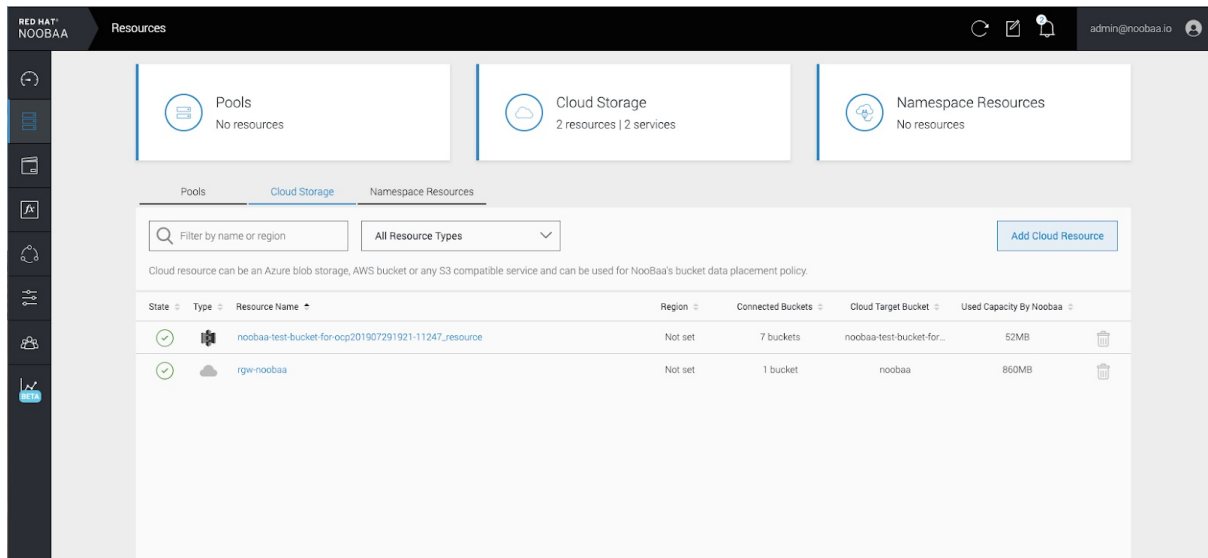 RED HAT®
NOOBAA
Resources
2
admin@noobaa.io
Pools
No resources
Cloud Storage
2 resources | 2 services
Namespace Resources
No resources
Pools Cloud Storage Namespace Resources
Filter by name or region
All Resource Types
Add Cloud Resource
Cloud resource can be an Azure blob storage, AWS bucket or any S3 compatible service and can be used for NooBaa's bucket data placement policy.
State Type Resource Name Region Connected Buckets Cloud Target Bucket Used Capacity By Noobaa
noobaa-test-bucket-for-ocp201907291921-11247_resource Not set 7 buckets noobaa-test-bucket-for... 52MB
rgw-noobaa Not set 1 bucket noobaa 860MB
fx
BETA